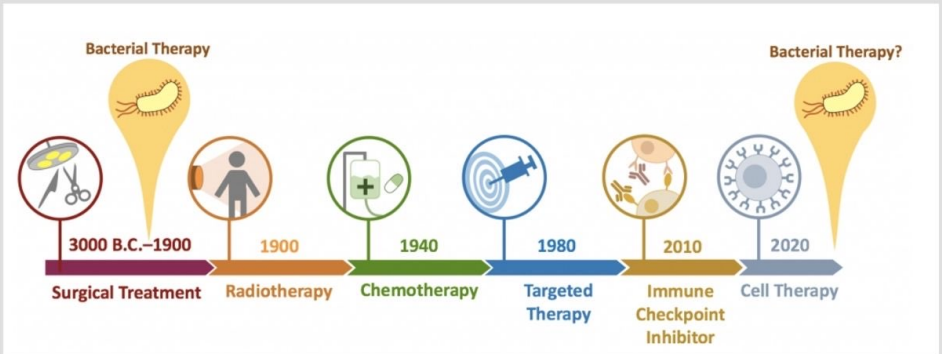 Bacterial Therapy
Bacterial Therapy?
3000 B.C.–1900
1900
1940
1980
2010
2020
Surgical Treatment
Radiotherapy
Chemotherapy
Targeted
Therapy
Immune
Checkpoint
Inhibitor
Cell Therapy